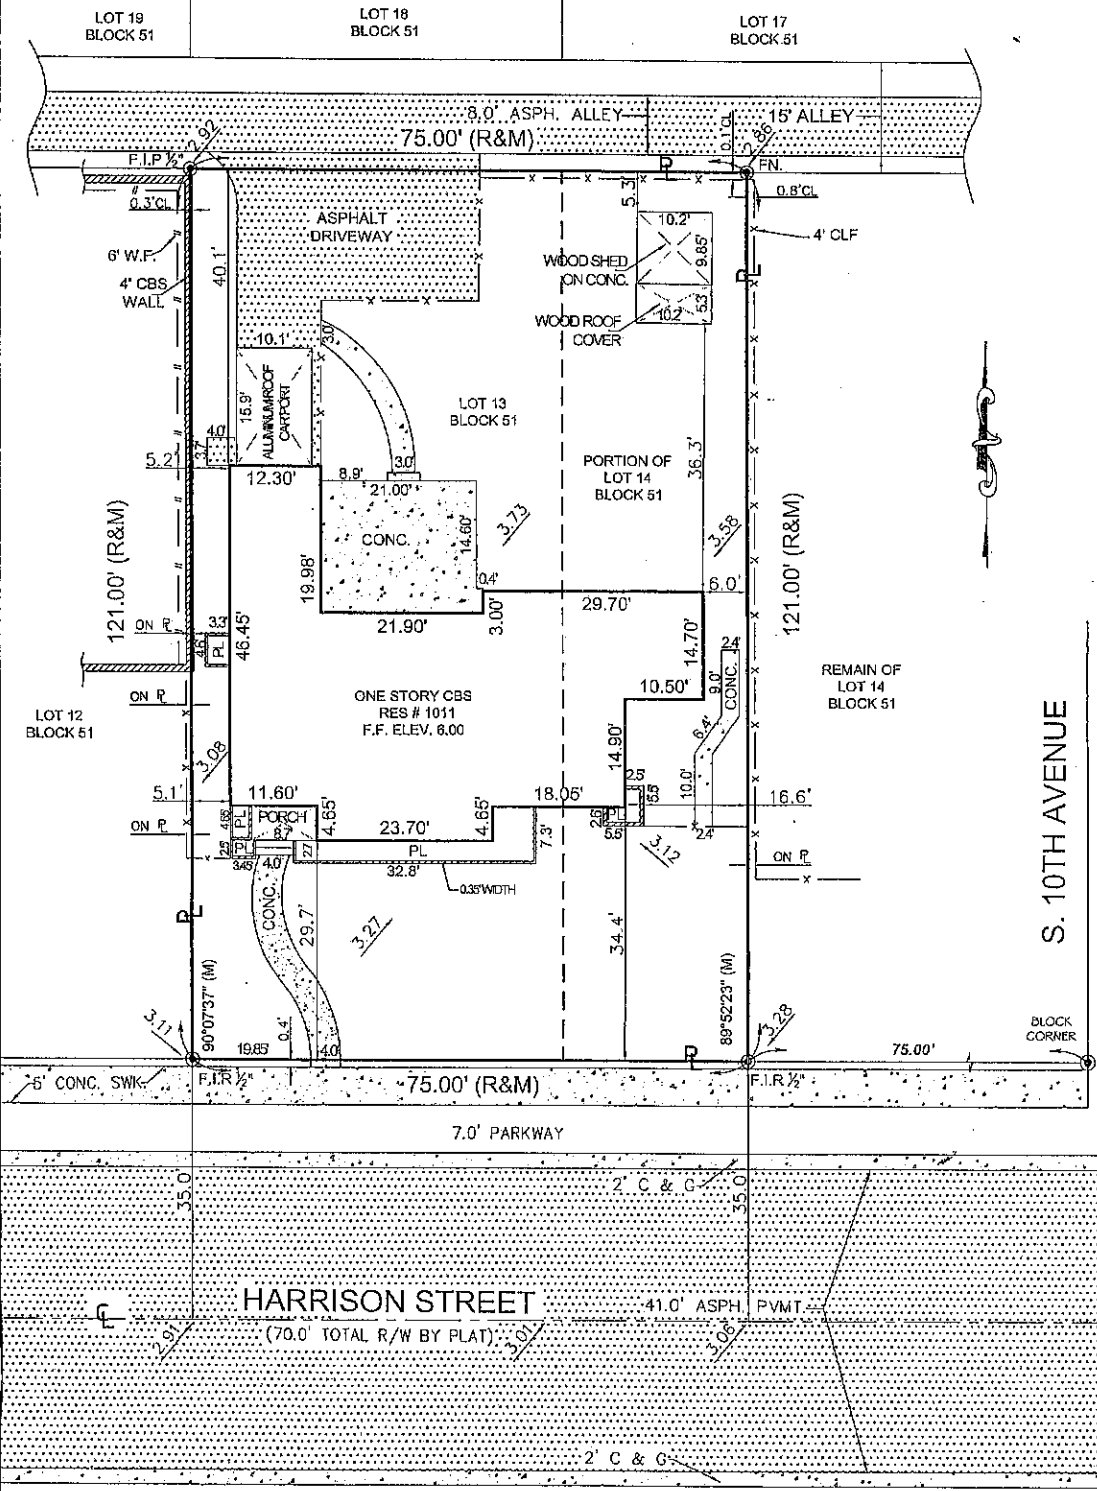 LOT 19
BLOCK 51
LOT 18
BLOCK 51
LOT 17
BLOCK 51
8.0' ASPH. ALLEY
15' ALLEY
75.00' (R&M)
0.1 CL
2.92
2.86
F.I.P ½"
FN.
0.3'CL
0.8'CL
5.3'
ASPHALT
DRIVEWAY
10.2'
9.85'
4' CLF
6' W.F.
4' CBS
WALL
40.1'
WOOD SHED
ON CONC.
5.3'
10.2'
WOOD ROOF
COVER
3.0'
10.1'
15.9'
ALUMINUM ROOF
CARPORT
LOT 13
BLOCK 51
4.0'
3.7'
5.2'
12.30'
8.9'
3.0'
21.00'
PORTION OF
LOT 14
BLOCK 51
36.3'
CONC.
14.60'
3.73
3.58
121.00' (R&M)
121.00' (R&M)
19.98'
0.4'
29.70'
6.0'
21.90'
3.00'
ON PL
3.3'
4.6'
PL
46.45'
14.70'
2.4'
9.0'
CONC.
10.50'
6.4'
REMAIN OF
LOT 14
BLOCK 51
ON PL
ONE STORY CBS
RES # 1011
F.F. ELEV. 6.00
LOT 12
BLOCK 51
3.08
14.90'
10.0'
2.5'
5.5'
S. 10TH AVENUE
5.1'
11.60'
18.05'
16.6'
4.65'
PL
PORCH
8.7'
4.65'
23.70'
4.65'
7.3'
2.6'
PL
5.5'
2.4'
ON PL
2.5'
PL
3.45'
4.0'
2.7'
PL
32.8'
0.35'WIDTH
3.12
ON PL
CONC.
29.7'
3.27
34.4'
PL
90°07'37" (M)
89°52'23" (M)
3.11
3.28
BLOCK
CORNER
19.85'
0.4'
4.0'
PL
75.00'
5' CONC. SWK.
F.I.R ½"
75.00' (R&M)
F.I.R ½"
7.0' PARKWAY
2' C & G
35.0'
35.0'
HARRISON STREET
41.0' ASPH. PVMT.
CL
(70.0' TOTAL R/W BY PLAT)
2.91
3.01
3.06
2' C & G